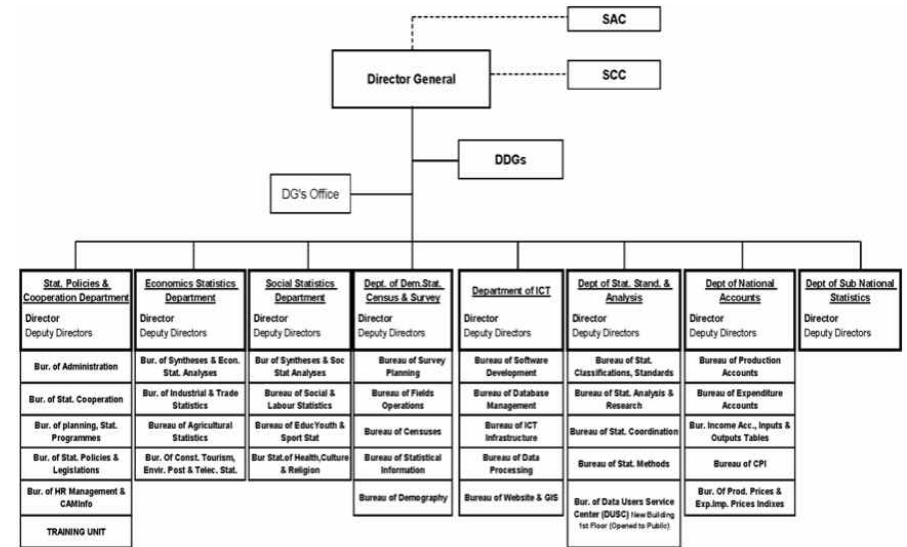 SAC
Director General
SCC
DDGs
DG's Office
Stat. Policies &
Cooperation Department
Director
Deputy Directors
Bur. of Administration
Bur. of Stat. Cooperation
Bur. of planning, Stat.
Programmes
Bur. of Stat. Policies &
Legislations
Bur. of HR Management &
CAMInfo
TRAINING UNIT
Economics Statistics
Department
Director
Deputy Directors
Bur. of Syntheses & Econ.
Stat. Analyses
Bur. of Industrial & Trade
Statistics
Bureau of Agricultural
Statistics
Bur. Of Const. Tourism,
Envir. Post & Telec. Stat.
Social Statistics
Department
Director
Deputy Directors
Bur of Syntheses & Soc
Stat Analyses
Bureau of Social &
Labour Statistics
Bureau of EducYouth &
Sport Stat
Bur Stat.of Health,Culture
& Religion
Dept. of Dem.Stat.
Census & Survey
Director
Deputy Directors
Bureau of Survey
Planning
Bureau of Fields
Operations
Bureau of Censuses
Bureau of Statistical
Information
Bureau of Demography
Department of ICT
Director
Deputy Directors
Bureau of Software
Development
Bureau of Database
Management
Bureau of ICT
Infrastructure
Bureau of Data
Processing
Bureau of Website & GIS
Dept of Stat. Stand. &
Analysis
Director
Deputy Directors
Bureau of Stat.
Classifications, Standards
Bureau of Stat. Analysis &
Research
Bureau of Stat. Coordination
Bureau of Stat. Methods
Bur. of Data Users Service
Center (DUSC) New Building
1st Floor (Opened to Public)
Dept of National
Accounts
Director
Deputy Directors
Bureau of Production
Accounts
Bureau of Expenditure
Accounts
Bur. Income Acc., Inputs &
Outputs Tables
Bureau of CPI
Bur. Of Prod. Prices &
Exp.Imp. Prices Indixes
Dept of Sub National
Statistics
Director
Deputy Directors